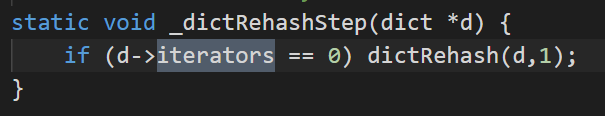 static void _dictRehashStep(dict *d) {
    if (d->iterators == 0) dictRehash(d,1);
}